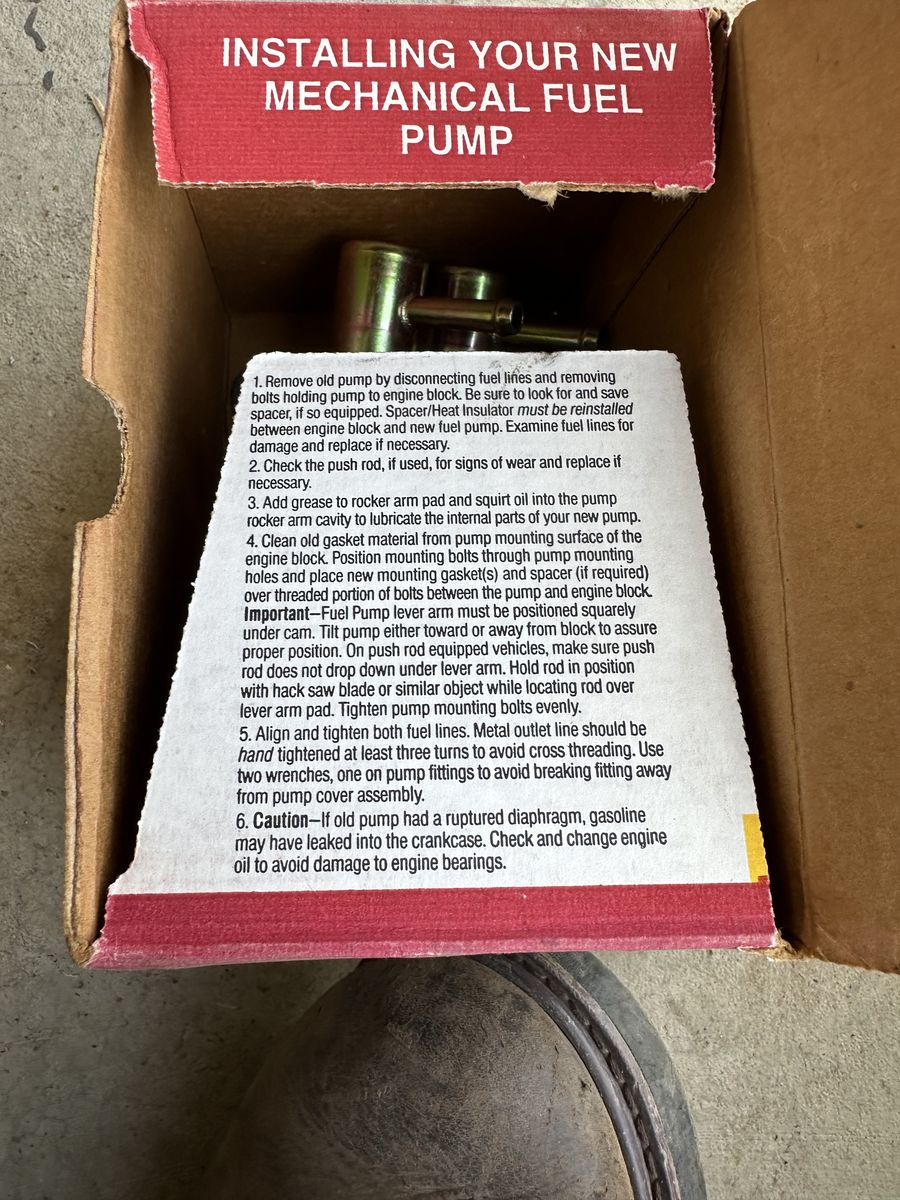 INSTALLING YOUR NEW
MECHANICAL FUEL
PUMP
1. Remove old pump by disconnecting fuel lines and removing
bolts holding pump to engine block. Be sure to look for and save
spacer, if so equipped. Spacer/Heat Insulator must be reinstalled
between engine block and new fuel pump. Examine fuel lines for
damage and replace if necessary.
2. Check the push rod, if used, for signs of wear and replace if
necessary.
3. Add grease to rocker arm pad and squirt oil into the pump
rocker arm cavity to lubricate the internal parts of your new pump.
4. Clean old gasket material from pump mounting surface of the
engine block. Position mounting bolts through pump mounting
holes and place new mounting gasket(s) and spacer (if required)
over threaded portion of bolts between the pump and engine block.
Important—Fuel Pump lever arm must be positioned squarely
under cam. Tilt pump either toward or away from block to assure
proper position. On push rod equipped vehicles, make sure push
rod does not drop down under lever arm. Hold rod in position
with hack saw blade or similar object while locating rod over
lever arm pad. Tighten pump mounting bolts evenly.
5. Align and tighten both fuel lines. Metal outlet line should be
hand tightened at least three turns to avoid cross threading. Use
two wrenches, one on pump fittings to avoid breaking fitting away
from pump cover assembly.
6. Caution—If old pump had a ruptured diaphragm, gasoline
may have leaked into the crankcase. Check and change engine
oil to avoid damage to engine bearings.